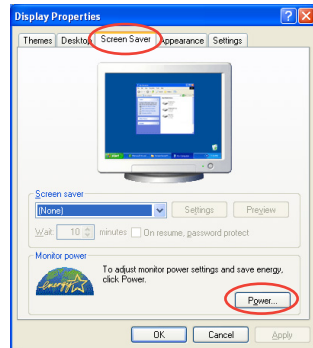 Display Properties
Themes Desktop Screen Saver Appearance Settings
Screen saver
(None) Settings Preview
Wait: 10 minutes On resume, password protect
Monitor power
To adjust monitor power settings and save energy,
click Power.
energy
Power...
OK Cancel Apply